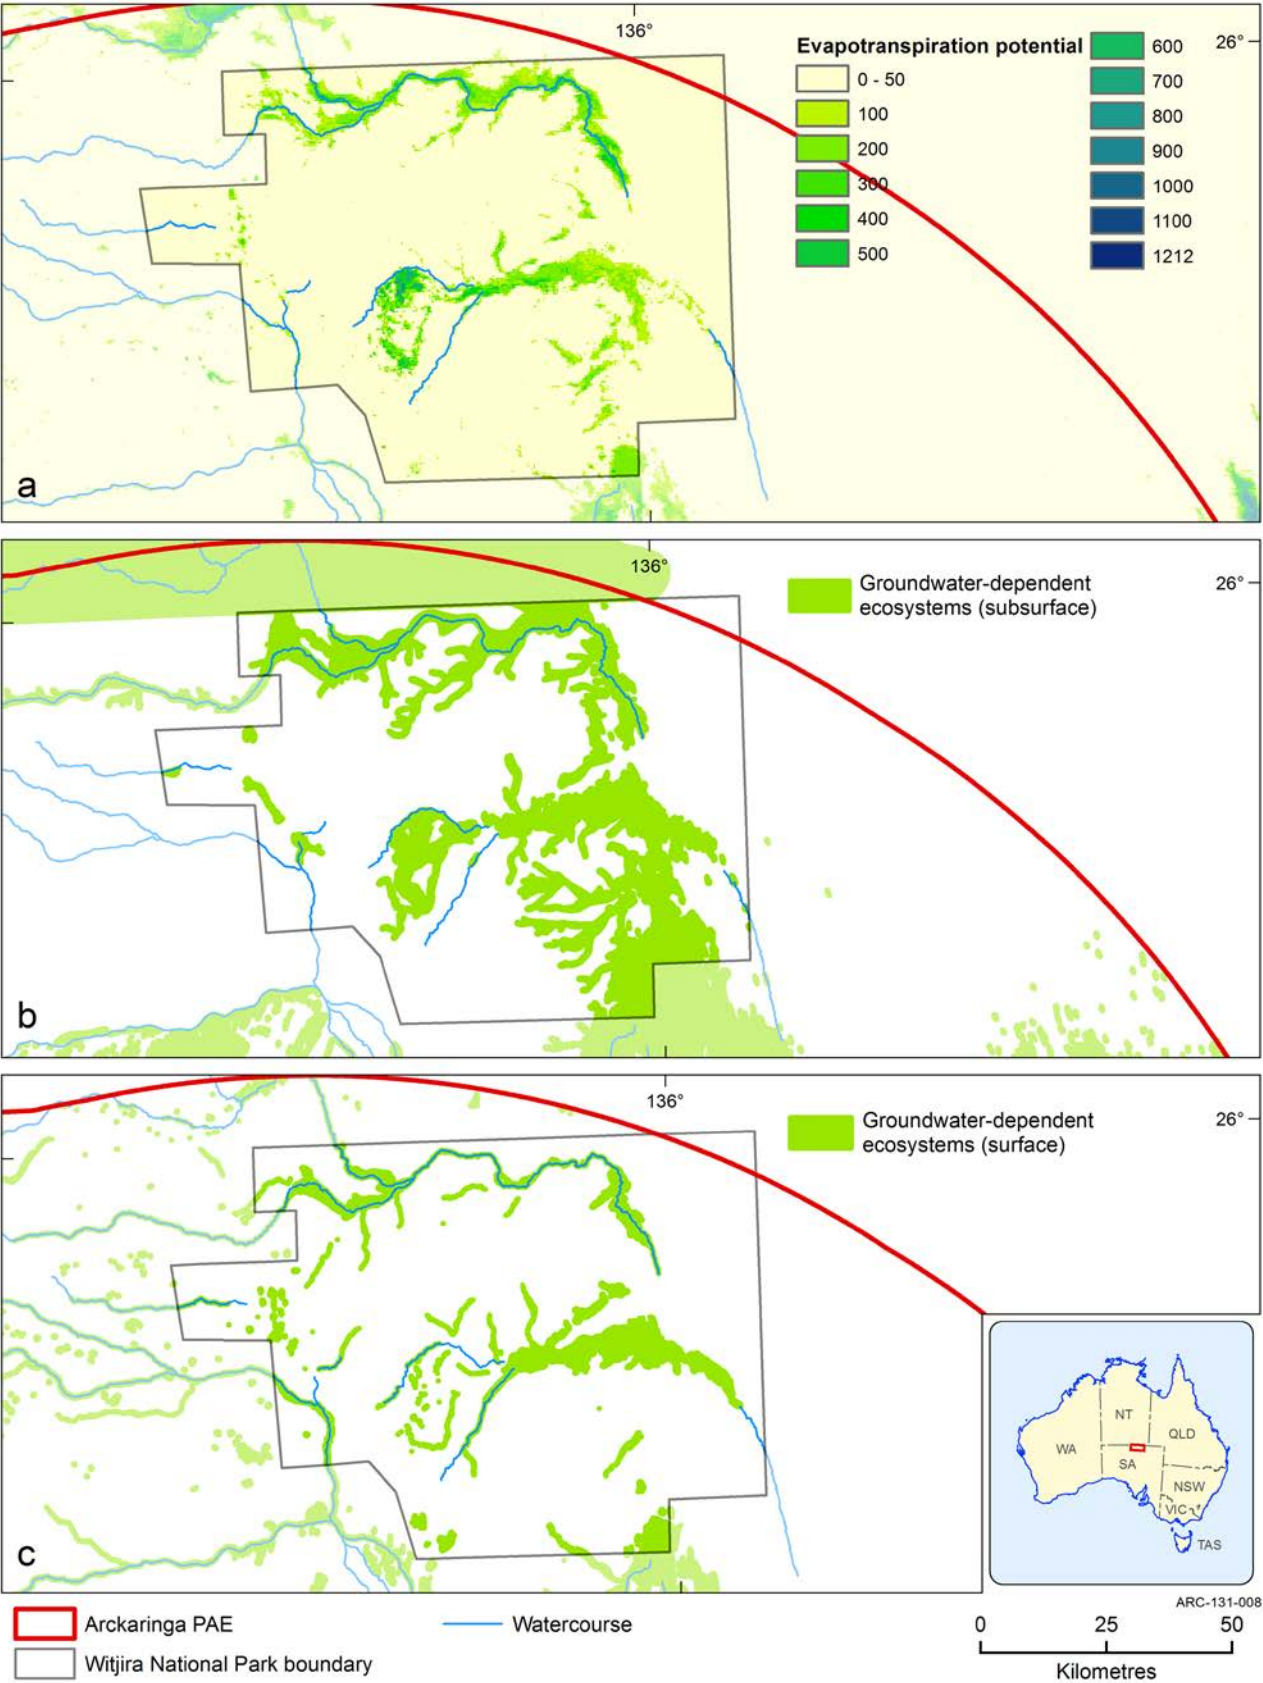 136°
26°
Evapotranspiration potential
0 - 50
100
200
300
400
500
600
700
800
900
1000
1100
1212
a
136°
26°
Groundwater-dependent
ecosystems (subsurface)
b
136°
26°
Groundwater-dependent
ecosystems (surface)
c
NT
WA
QLD
SA
NSW
VIC
TAS
ARC-131-008
Arckaringa PAE
Watercourse
Witjira National Park boundary
0 25 50
Kilometres